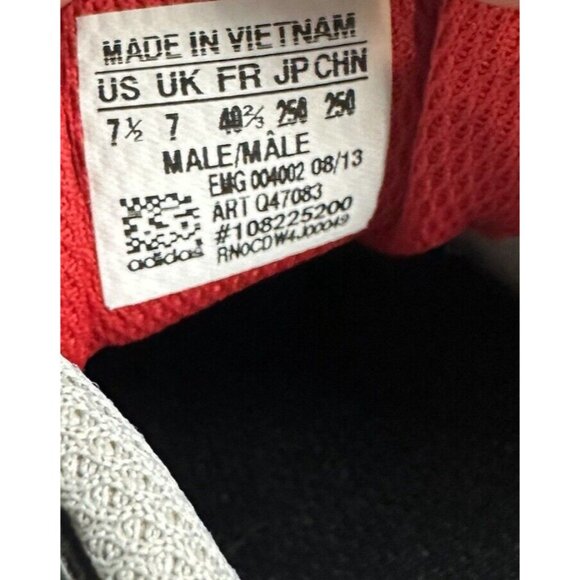 MADE IN VIETNAM
US UK FR JP CHN
7½ 7 40⅔ 250 250
MALE/MÂLE
EMG 004002 08/13
ART Q47083
#108225200
adidas RN0CDW4J00049